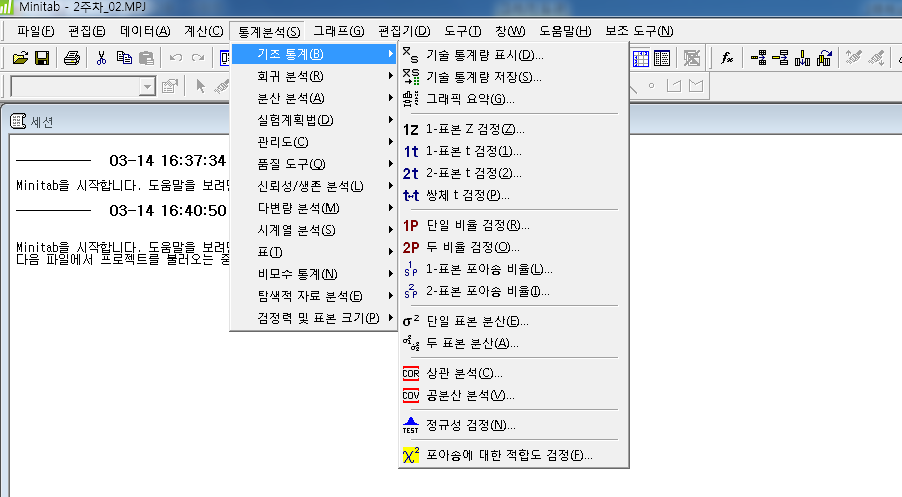 Minitab - 2주차_02.MPJ
파일(F) 편집(E) 데이터(A) 계산(C) 통계분석(S) 그래프(G) 편집기(D) 도구(T) 창(W) 도움말(H) 보조 도구(N)
기초 통계(B)
회귀 분석(R)
분산 분석(A)
실험계획법(D)
관리도(C)
품질 도구(Q)
신뢰성/생존 분석(L)
다변량 분석(M)
시계열 분석(S)
표(T)
비모수 통계(N)
탐색적 자료 분석(E)
검정력 및 표본 크기(P)
기술 통계량 표시(D)...
기술 통계량 저장(S)...
그래픽 요약(G)...
1Z 1-표본 Z 검정(Z)...
1t 1-표본 t 검정(1)...
2t 2-표본 t 검정(2)...
t-t 쌍체 t 검정(P)...
1P 단일 비율 검정(R)...
2P 두 비율 검정(O)...
1-표본 포아송 비율(L)...
2-표본 포아송 비율(I)...
σ² 단일 표본 분산(E)...
두 표본 분산(A)...
COR 상관 분석(C)...
COV 공분산 분석(V)...
TEST 정규성 검정(N)...
χ² 포아송에 대한 적합도 검정(F)...
fx
세션
03-14 16:37:34
Minitab을 시작합니다. 도움말을 보려면
03-14 16:40:50
Minitab을 시작합니다. 도움말을 보려면
다음 파일에서 프로젝트를 불러오는 중